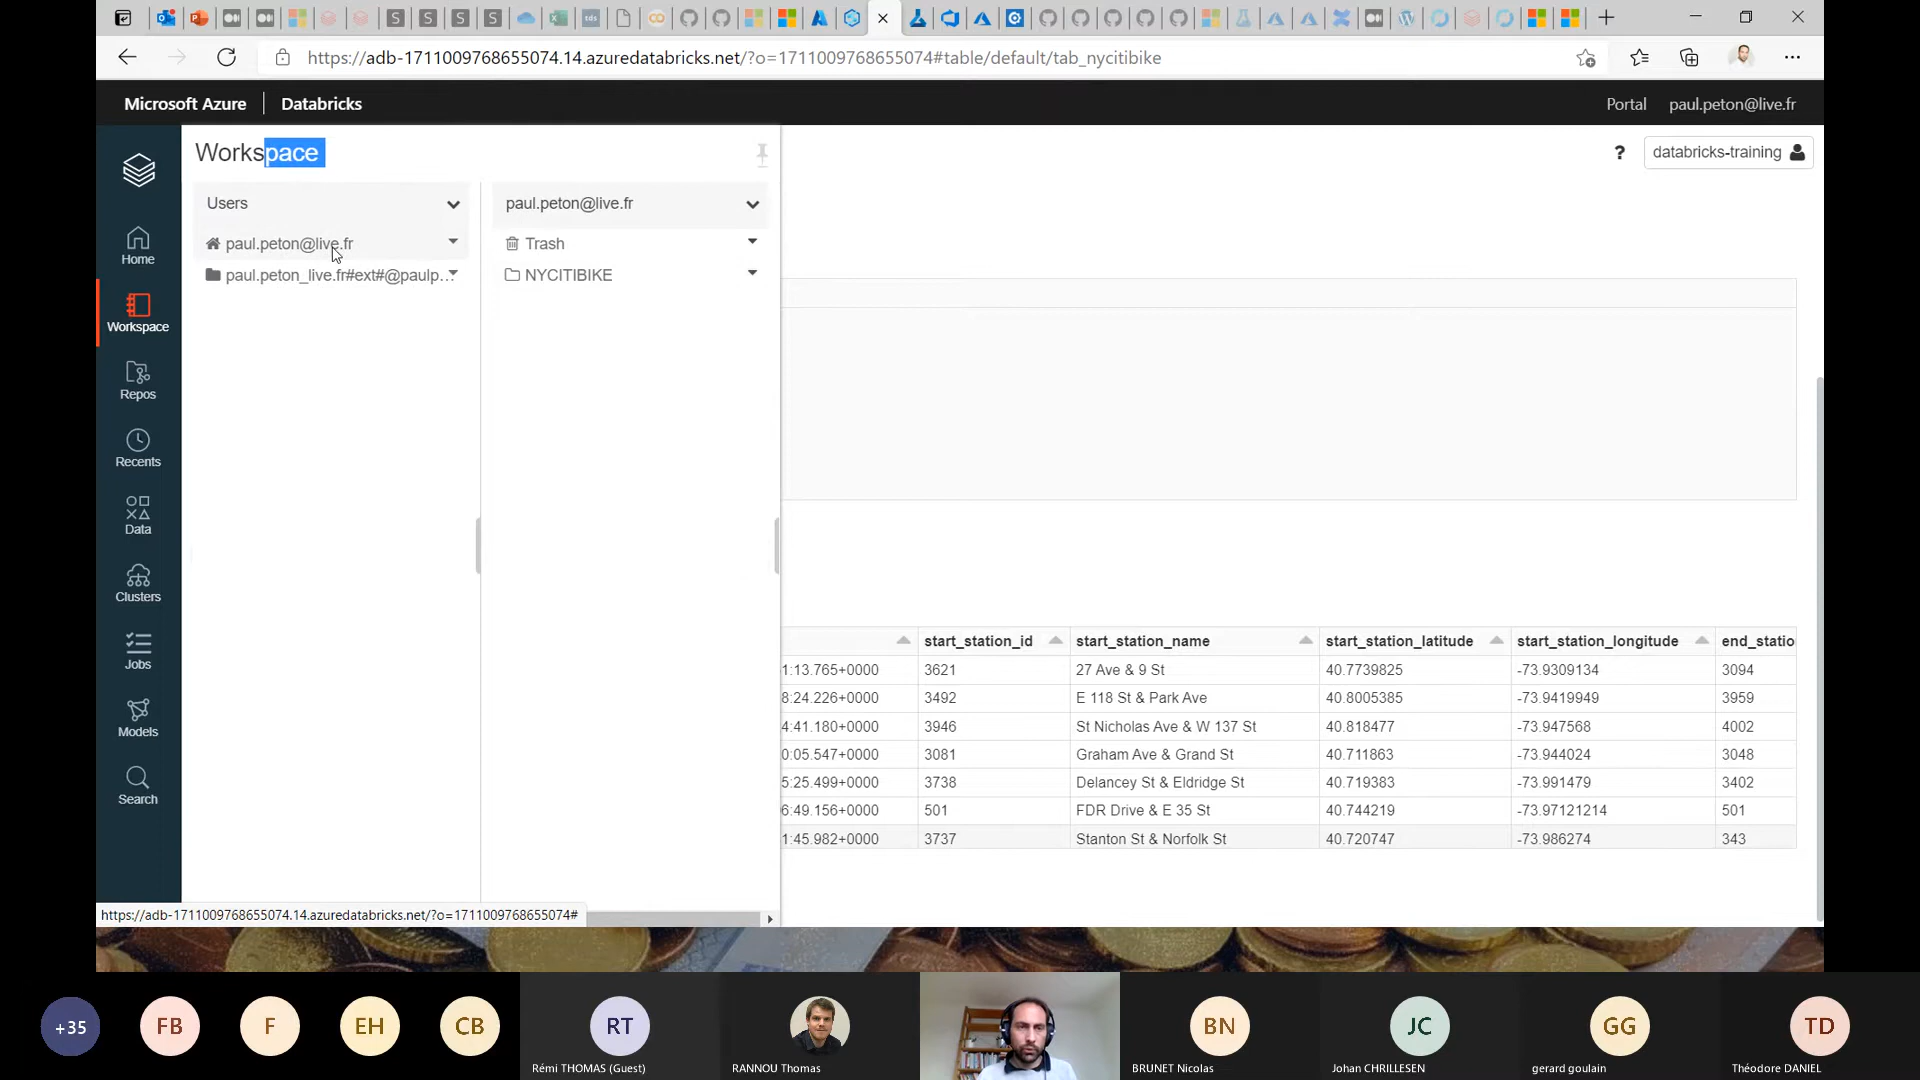 https://adb-1711009768655074.14.azuredatabricks.net/?o=1711009768655074#table/default/tab_nycitibike
Microsoft Azure Databricks Portal paul.peton@live.fr
Workspace ? databricks-training
Users paul.peton@live.fr
paul.peton@live.fr Trash
paul.peton_live.fr#ext#@paulp... NYCITIBIKE
Home
Workspace
Repos
Recents
Data
Clusters
Jobs
Models
Search
start_station_id start_station_name start_station_latitude start_station_longitude end_statio
1:13.765+0000 3621 27 Ave & 9 St 40.7739825 -73.9309134 3094
8:24.226+0000 3492 E 118 St & Park Ave 40.8005385 -73.9419949 3959
4:41.180+0000 3946 St Nicholas Ave & W 137 St 40.818477 -73.947568 4002
0:05.547+0000 3081 Graham Ave & Grand St 40.711863 -73.944024 3048
5:25.499+0000 3738 Delancey St & Eldridge St 40.719383 -73.991479 3402
6:49.156+0000 501 FDR Drive & E 35 St 40.744219 -73.97121214 501
1:45.982+0000 3737 Stanton St & Norfolk St 40.720747 -73.986274 343
https://adb-1711009768655074.14.azuredatabricks.net/?o=1711009768655074#
+35 FB F EH CB RT BN JC GG TD
Rémi THOMAS (Guest) RANNOU Thomas BRUNET Nicolas Johan CHRILLESEN gerard goulain Théodore DANIEL